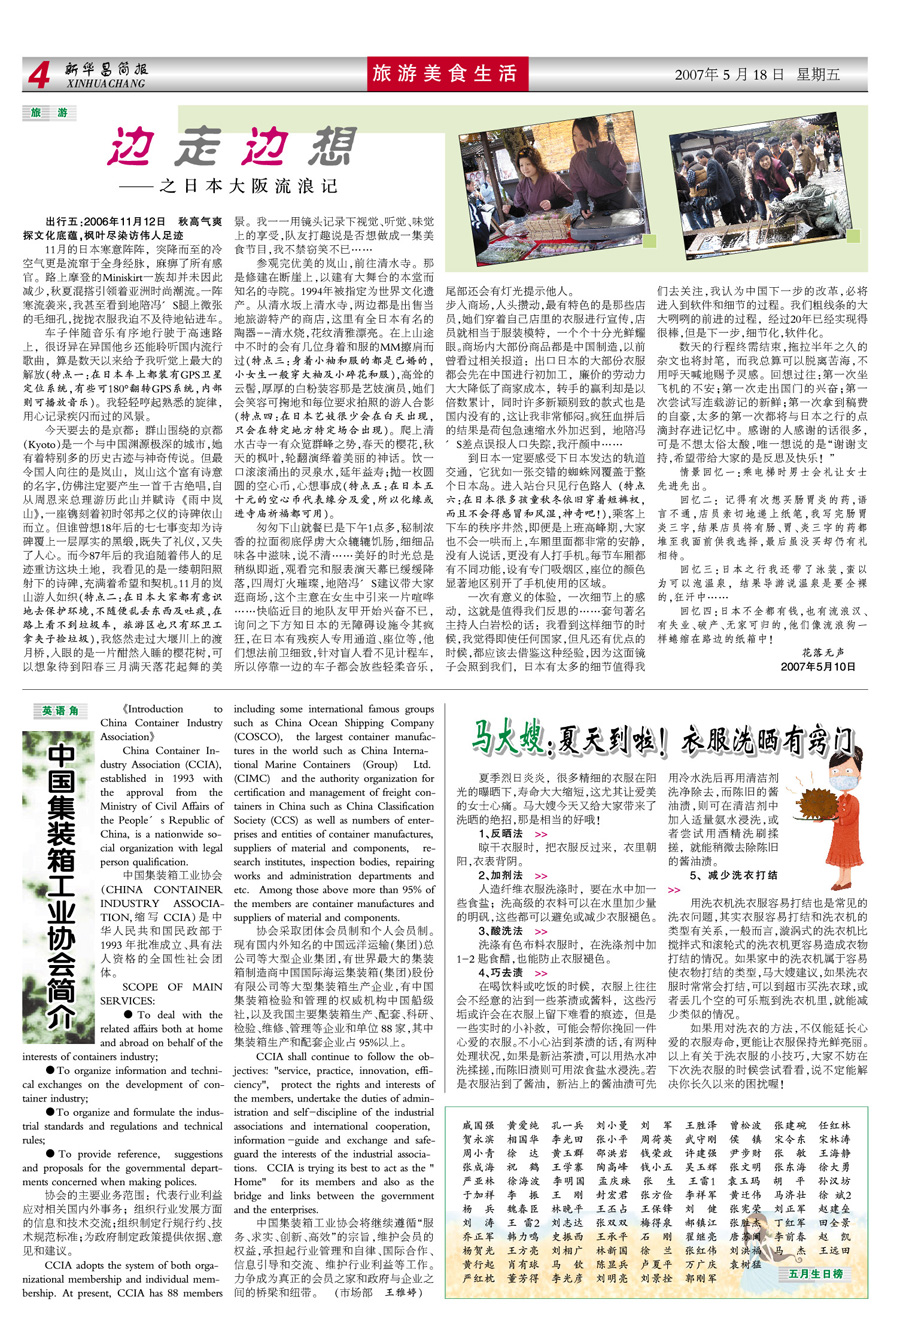 4
新华昌简报
XINHUACHANG
旅游美食生活
2007年5月18日 星期五
旅 游
边走边想
——之日本大阪流浪记
出行五:2006年11月12日 秋高气爽
探文化底蕴,枫叶尽染访伟人足迹
11月的日本寒意阵阵, 突降而至的冷
空气更是流窜于全身经脉, 麻痹了所有感
官。路上摩登的Miniskirt一族却并未因此
减少,秋夏混搭引领着亚洲时尚潮流。一阵
寒流袭来,我甚至看到地陪冯′S腿上微张
的毛细孔,拢拢衣服我迫不及待地钻进车。
车子伴随音乐有序地行驶于高速路
上, 很讶异在异国他乡还能聆听国内流行
歌曲, 算是数天以来给予我听觉上最大的
解放(特点一:在日本车上都装有GPS卫星
定位系统,有些可180°翻转GPS系统,内部
则可播放音乐)。我轻轻哼起熟悉的旋律,
用心记录疾闪而过的风景。
今天要去的是京都: 群山围绕的京都
(Kyoto)是一个与中国渊源极深的城市,她
有着特别多的历史古迹与神奇传说。但最
令国人向往的是岚山, 岚山这个富有诗意
的名字,仿佛注定要产生一首千古绝唱,自
从周恩来总理游历此山并赋诗《雨中岚
山》,一座镌刻着初时邻邦之仪的诗碑依山
而立。但谁曾想18年后的七七事变却为诗
碑覆上一层厚实的黑缎,既失了礼仪,又失
了人心。而今87年后的我追随着伟人的足
迹重访这块土地, 我看见的是一缕朝阳照
射下的诗碑,充满着希望和契机。11月的岚
山游人如织(特点二:在日本大家都有意识
地去保护环境,不随便乱丢东西及吐痰,在
路上看不到垃圾车, 旅游区也只有环卫工
拿夹子捡垃圾),我悠然走过大堰川上的渡
月桥,入眼的是一片酣然入睡的樱花树,可
以想象待到阳春三月满天落花起舞的美
景。我一一用镜头记录下视觉、听觉、味觉
上的享受,队友打趣说是否想做成一集美
食节目,我不禁窃笑不已……
参观完优美的岚山,前往清水寺。那
是修建在断崖上,以建有大舞台的本堂而
知名的寺院。1994年被指定为世界文化遗
产。从清水坂上清水寺,两边都是出售当
地旅游特产的商店,这里有全日本有名的
陶器--清水烧,花纹清雅漂亮。在上山途
中不时的会有几位身着和服的MM擦肩而
过(特点三:身着小袖和服的都是已婚的,
小女生一般穿大袖及小碎花和服),高耸的
云鬓,厚厚的白粉装容那是艺妓演员,她们
会笑容可掬地和每位要求拍照的游人合影
(特点四:在日本艺妓很少会在白天出现,
只会在特定地方特定场合出现)。爬上清
水古寺一有众览群峰之势,春天的樱花,秋
天的枫叶,轮翻演绎着美丽的神话。饮一
口滚滚涌出的灵泉水,延年益寿;抛一枚圆
圆的空心币,心想事成(特点五:在日本五
十元的空心币代表缘分及爱,所以化缘或
进寺庙祈福都可用)。
匆匆下山就餐已是下午1点多,秘制浓
香的拉面彻底俘虏大众辘辘饥肠,细细品
味各中滋味,说不清……美好的时光总是
稍纵即逝,观看完和服表演天幕已缓缓降
落,四周灯火璀璨,地陪冯′S建议带大家
逛商场,这个主意在女生中引来一片喧哗
……快临近目的地队友甲开始兴奋不已,
询问之下方知日本的无障碍设施令其疯
狂,在日本有残疾人专用通道、座位等,他
们想法前卫细致,针对盲人看不见计程车,
所以停靠一边的车子都会放些轻柔音乐,
尾部还会有灯光提示他人。
步入商场,人头攒动,最有特色的是那些店
员,她们穿着自己店里的衣服进行宣传,店
员就相当于服装模特, 一个个十分光鲜耀
眼。商场内大部份商品都是中国制造,以前
曾看过相关报道: 出口日本的大部份衣服
都会先在中国进行初加工, 廉价的劳动力
大大降低了商家成本, 转手的赢利却是以
倍数累计, 同时许多新颖别致的款式也是
国内没有的,这让我非常郁闷。疯狂血拼后
的结果是荷包急速缩水外加迟到, 地陪冯
′S差点误报人口失踪,我汗颜中……
到日本一定要感受下日本发达的轨道
交通, 它犹如一张交错的蜘蛛网覆盖于整
个日本岛。进入站台只见行色路人(特点
六:在日本很多孩童秋冬依旧穿着短裤衩,
而且不会得感冒和风湿,神奇吧!),乘客上
下车的秩序井然,即便是上班高峰期,大家
也不会一哄而上,车厢里面都非常的安静,
没有人说话,更没有人打手机。每节车厢都
有不同功能,设有专门吸烟区,座位的颜色
显著地区别开了手机使用的区域。
一次有意义的体验, 一次细节上的感
动, 这就是值得我们反思的……套句著名
主持人白岩松的话: 我看到这样细节的时
候,我觉得即使任何国家,但凡还有优点的
时候,都应该去借鉴这种经验,因为这面镜
子会照到我们, 日本有太多的细节值得我
们去关注,我认为中国下一步的改革,必将
进入到软件和细节的过程。我们粗线条的大
大咧咧的前进的过程, 经过20年已经实现得
很棒,但是下一步,细节化,软件化。
数天的行程终需结束,拖拉半年之久的
杂文也将封笔, 而我总算可以脱离苦海,不
用呼天喊地赐予灵感。回想过往:第一次坐
飞机的不安;第一次走出国门的兴奋;第一
次尝试写连载游记的新鲜;第一次拿到稿费
的自豪,太多的第一次都将与日本之行的点
滴封存进记忆中。感谢的人感谢的话很多,
可是不想太俗太酸,唯一想说的是“谢谢支
持,希望带给大家的是反思及快乐!”
情景回忆一:乘电梯时男士会礼让女士
先进先出。
回忆二: 记得有次想买肠胃炎的药,语
言不通,店员亲切地递上纸笔,我写完肠胃
炎三字,结果店员将有肠、胃、炎三字的药都
堆至我面前供我选择,最后虽没买却仍有礼
相待。
回忆三:日本之行我还带了泳装,蛮以
为可以泡温泉, 结果导游说温泉是要全裸
的,狂汗中……
回忆四:日本不全都有钱,也有流浪汉、
有失业、破产、无家可归的,他们像流浪狗一
样蜷缩在路边的纸箱中!
花落无声
2007年5月10日
英语角
中国集装箱工业协会简介
《Introduction to
China Container Industry
Association》
China Container In-
dustry Association (CCIA),
established in 1993 with
the approval from the
Ministry of Civil Affairs of
the People′s Republic of
China, is a nationwide so-
cial organization with legal
person qualification.
中国集装箱工业协会
(CHINA CONTAINER
INDUSTRY ASSOCIA-
TION,缩写 CCIA)是中
华人民共和国民政部于
1993 年批准成立、具有法
人资格的全国性社会团
体。
SCOPE OF MAIN
SERVICES:
● To deal with the
related affairs both at home
and abroad on behalf of the
interests of containers industry;
●To organize information and techni-
cal exchanges on the development of con-
tainer industry;
●To organize and formulate the indus-
trial standards and regulations and technical
rules;
● To provide reference, suggestions
and proposals for the governmental depart-
ments concerned when making polices.
协会的主要业务范围: 代表行业利益
应对相关国内外事务; 组织行业发展方面
的信息和技术交流;组织制定行规行约、技
术规范标准;为政府制定政策提供依据、意
见和建议。
CCIA adopts the system of both orga-
nizational membership and individual mem-
bership. At present, CCIA has 88 members
including some international famous groups
such as China Ocean Shipping Company
(COSCO), the largest container manufac-
tures in the world such as China Interna-
tional Marine Containers (Group) Ltd.
(CIMC) and the authority organization for
certification and management of freight con-
tainers in China such as China Classification
Society (CCS) as well as numbers of enter-
prises and entities of container manufactures,
suppliers of material and components, re-
search institutes, inspection bodies, repairing
works and administration departments and
etc. Among those above more than 95% of
the members are container manufactures and
suppliers of material and components.
协会采取团体会员制和个人会员制。
现有国内外知名的中国远洋运输(集团)总
公司等大型企业集团,有世界最大的集装
箱制造商中国国际海运集装箱(集团)股份
有限公司等大型集装箱生产企业,有中国
集装箱检验和管理的权威机构中国船级
社,以及我国主要集装箱生产、配套、科研、
检验、维修、管理等企业和单位 88 家,其中
集装箱生产和配套企业占 95%以上。
CCIA shall continue to follow the ob-
jectives: "service, practice, innovation, effi-
ciency", protect the rights and interests of
the members, undertake the duties of admin-
istration and self-discipline of the industrial
associations and international cooperation,
information-guide and exchange and safe-
guard the interests of the industrial associa-
tions. CCIA is trying its best to act as the "
Home" for its members and also as the
bridge and links between the government
and the enterprises.
中国集装箱工业协会将继续遵循“服
务、求实、创新、高效”的宗旨,维护会员的
权益,承担起行业管理和自律、国际合作、
信息引导和交流、维护行业利益等工作。
力争成为真正的会员之家和政府与企业之
间的桥梁和纽带。 (市场部 王雅婷)
马大嫂:夏天到啦! 衣服洗晒有窍门
夏季烈日炎炎, 很多精细的衣服在阳
光的曝晒下,寿命大大缩短,这尤其让爱美
的女士心痛。马大嫂今天又给大家带来了
洗晒的绝招,那是相当的好哦!
1、反晒法 >>
晾干衣服时, 把衣服反过来, 衣里朝
阳,衣表背阴。
2、加剂法 >>
人造纤维衣服洗涤时, 要在水中加一
些食盐; 洗高级的衣料可以在水里加少量
的明矾,这些都可以避免或减少衣服褪色。
3、酸洗法 >>
洗涤有色布料衣服时, 在洗涤剂中加
1-2 匙食醋,也能防止衣服褪色。
4、巧去渍 >>
在喝饮料或吃饭的时候, 衣服上往往
会不经意的沾到一些茶渍或酱料, 这些污
垢或许会在衣服上留下难看的痕迹, 但是
一些实时的小补救, 可能会帮你挽回一件
心爱的衣服。不小心沾到茶渍的话,有两种
处理状况,如果是新沾茶渍,可以用热水冲
洗揉搓,而陈旧渍则可用浓食盐水浸洗。若
是衣服沾到了酱油, 新沾上的酱油渍可先
用冷水洗后再用清洁剂
洗净除去,而陈旧的酱
油渍,则可在清洁剂中
加入适量氨水浸洗,或
者尝试用酒精洗刷揉
搓, 就能稍微去除陈旧
的酱油渍。
5、减少洗衣打结
>>
用洗衣机洗衣服容易打结也是常见的
洗衣问题,其实衣服容易打结和洗衣机的
类型有关系,一般而言,漩涡式的洗衣机比
搅拌式和滚轮式的洗衣机更容易造成衣物
打结的情况。如果家中的洗衣机属于容易
使衣物打结的类型,马大嫂建议,如果洗衣
服时常常会打结,可以到超市买洗衣球,或
者丢几个空的可乐瓶到洗衣机里,就能减
少类似的情况。
如果用对洗衣的方法,不仅能延长心
爱的衣服寿命,更能让衣服保持光鲜亮丽。
以上有关于洗衣服的小技巧,大家不妨在
下次洗衣服的时候尝试看看,说不定能解
决你长久以来的困扰喔!
戚国强 黄爱纯 孔一兵 刘小曼 刘 军 王胜泽 曾松波 张建碗 任红林
贺永滨 相国华 李光田 张小平 周荷英 武守刚 侯 镇 宋令东 宋林涛
周小青 徐 达 黄玉群 邵洪岩 钱荣政 许建强 尹步财 张 敏 王海静
张成海 祝 鹤 王学寨 陶高峰 钱小五 吴玉辉 张文明 张东海 徐大勇
严亚林 徐海波 李明国 孟庆珠 张 生 王雷1 袁玉玛 胡 平 孙汉坊
于加祥 李 振 王 刚 封宏君 张方俭 李祥军 黄迁伟 马济壮 徐 斌2
杨 兵 魏春臣 林晚平 王丕占 王保锋 刘 健 张宪荣 刘正军 赵建垒
刘 涛 王 雷2 刘志达 张双双 梅得泉 郝镇江 张胜杰 丁红军 田全景
乔正军 韩力鸣 史振西 王承平 石 刚 翟继亮 唐苏闻 李前春 赵 凯
杨贺光 王方亮 刘相广 林新国 徐 兰 张红伟 刘洪福 马 杰 王远田
黄行起 肖有球 马 钦 陈显兵 卢夏平 万广庆 袁树猛
严红枕 董芳得 李光彦 刘明亮 刘景拴 郭刚军
五月生日榜